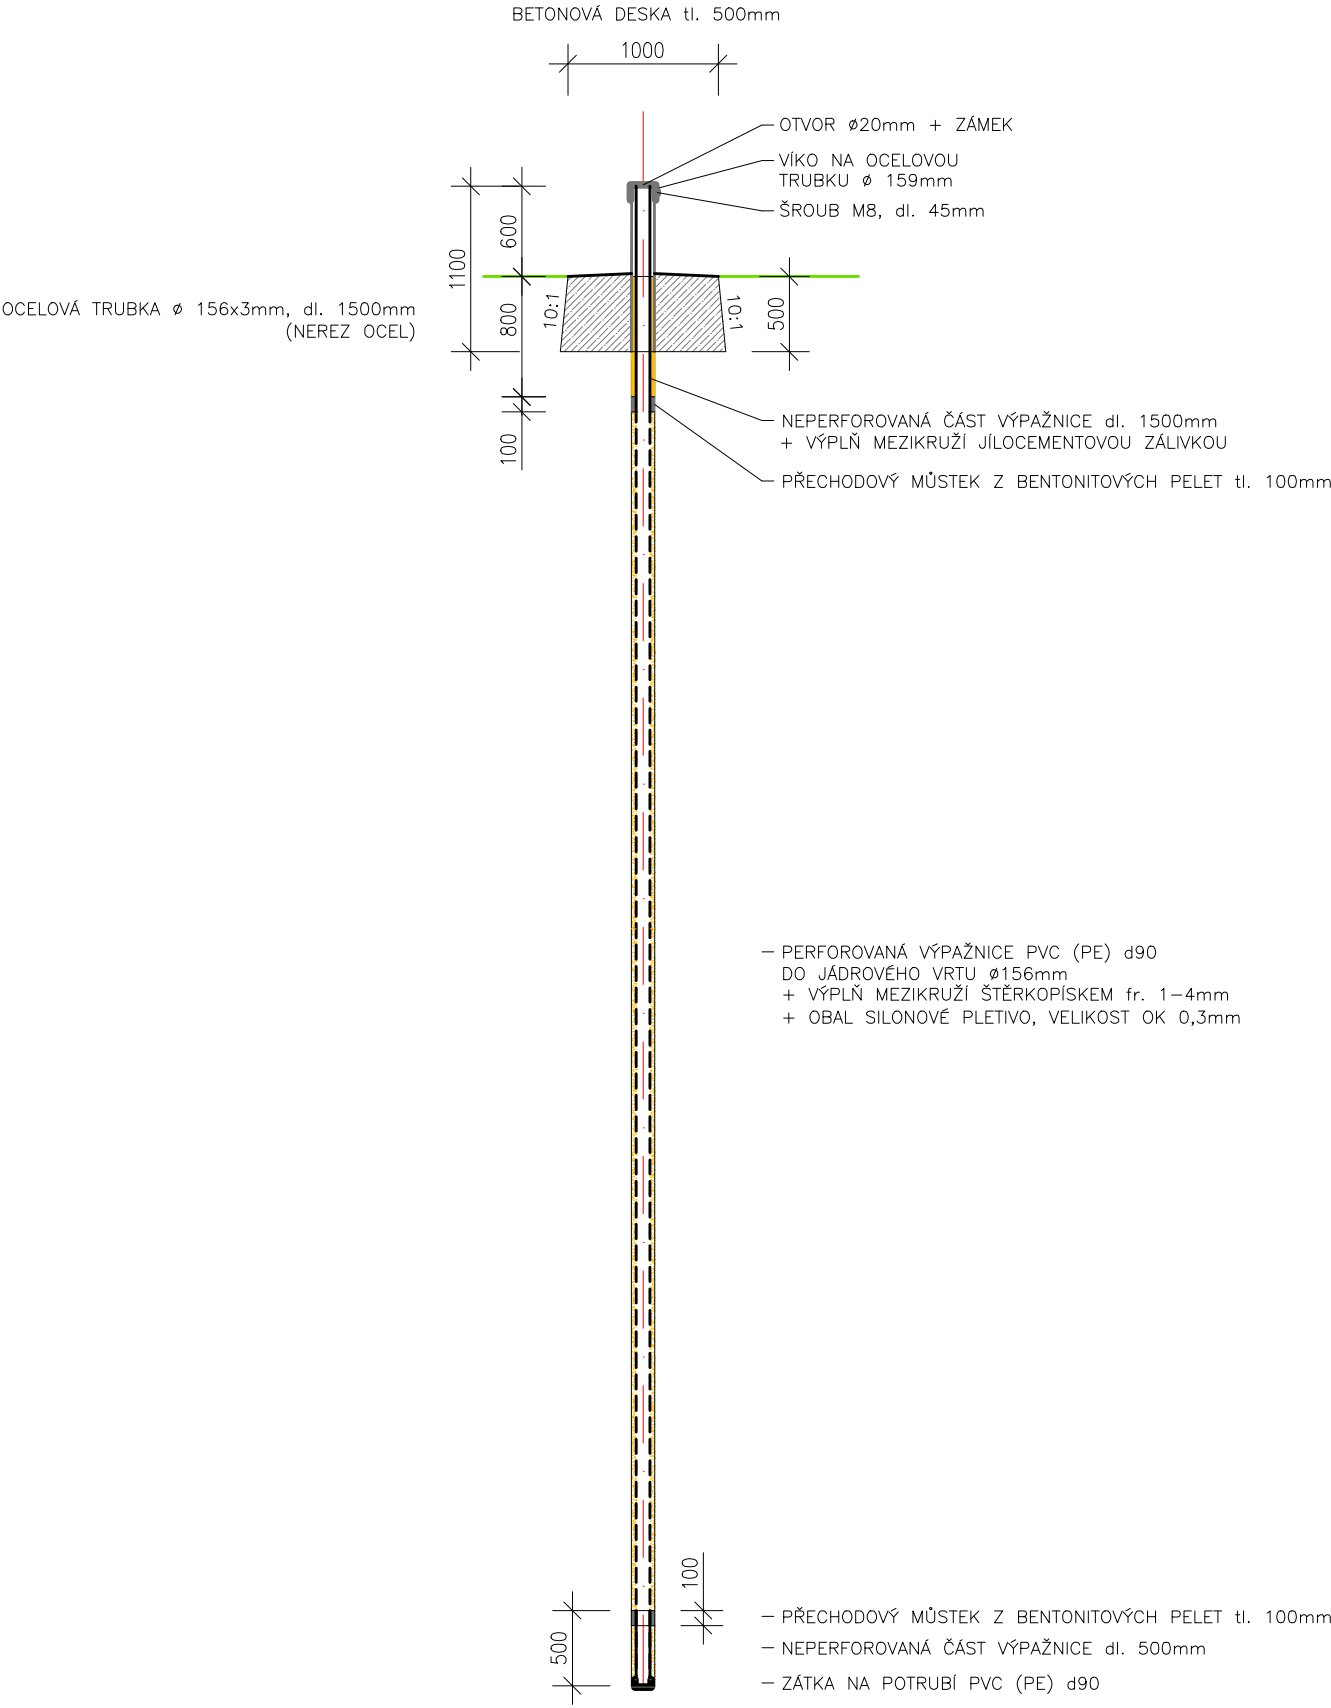 BETONOVÁ DESKA tl. 500mm
1000
OTVOR ø20mm + ZÁMEK
VÍKO NA OCELOVOU
TRUBKU ø 159mm
ŠROUB M8, dl. 45mm
600
1100
OCELOVÁ TRUBKA ø 156x3mm, dl. 1500mm
(NEREZ OCEL)
800
10:1
10:1
500
100
NEPERFOROVANÁ ČÁST VÝPAŽNICE dl. 1500mm
+ VÝPLŇ MEZIKRUŽÍ JÍLOCEMENTOVOU ZÁLIVKOU
PŘECHODOVÝ MŮSTEK Z BENTONITOVÝCH PELET tl. 100mm
PERFOROVANÁ VÝPAŽNICE PVC (PE) d90
DO JÁDROVÉHO VRTU ø156mm
+ VÝPLŇ MEZIKRUŽÍ ŠTĚRKOPÍSKEM fr. 1-4mm
+ OBAL SILONOVÉ PLETIVO, VELIKOST OK 0,3mm
100
500
PŘECHODOVÝ MŮSTEK Z BENTONITOVÝCH PELET tl. 100mm
NEPERFOROVANÁ ČÁST VÝPAŽNICE dl. 500mm
ZÁTKA NA POTRUBÍ PVC (PE) d90